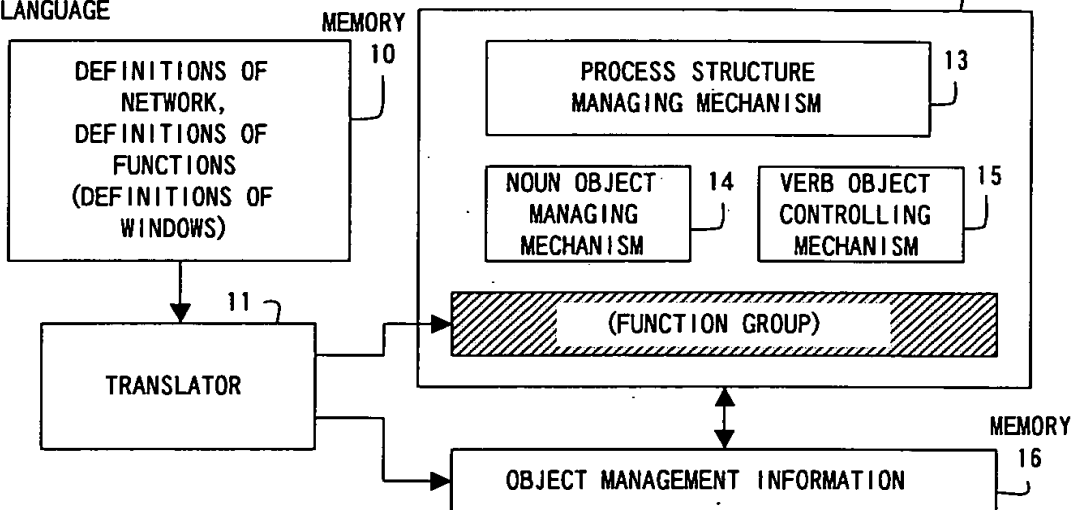 LANGUAGE
MEMORY
10
DEFINITIONS OF
NETWORK,
DEFINITIONS OF
FUNCTIONS
(DEFINITIONS OF
WINDOWS)
11
TRANSLATOR
PROCESS STRUCTURE
MANAGING MECHANISM
13
NOUN OBJECT
MANAGING
MECHANISM
14
VERB OBJECT
CONTROLLING
MECHANISM
15
(FUNCTION GROUP)
MEMORY
16
OBJECT MANAGEMENT INFORMATION